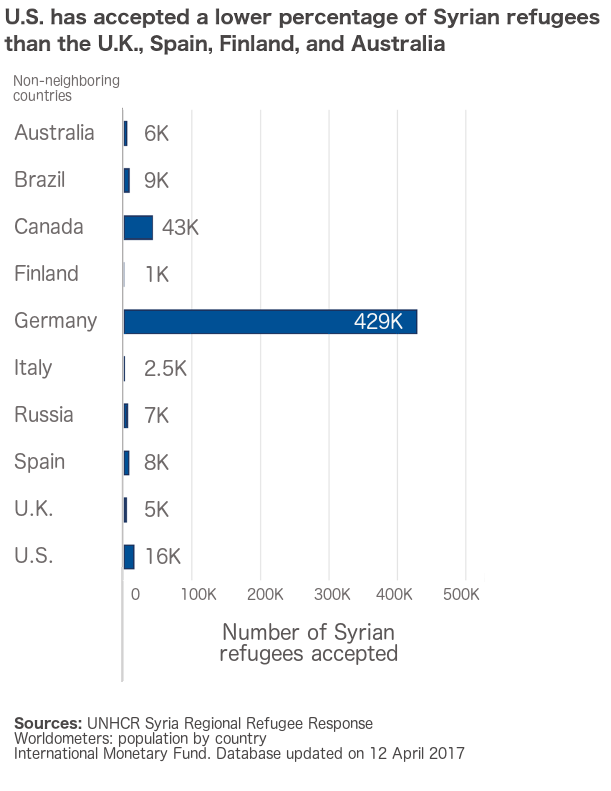 U.S. has accepted a lower percentage of Syrian refugees
than the U.K., Spain, Finland, and Australia
Non-neighboring
countries
Australia 6K
Brazil 9K
Canada 43K
Finland 1K
Germany 429K
Italy 2.5K
Russia 7K
Spain 8K
U.K. 5K
U.S. 16K
0 100K 200K 300K 400K 500K
Number of Syrian
refugees accepted
Sources: UNHCR Syria Regional Refugee Response
Worldometers: population by country
International Monetary Fund. Database updated on 12 April 2017